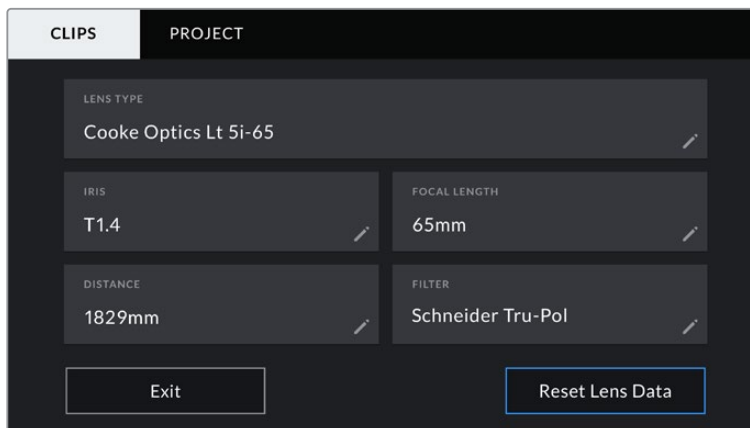 CLIPS PROJECT
LENS TYPE
Cooke Optics Lt 5i-65
IRIS
T1.4
FOCAL LENGTH
65mm
DISTANCE
1829mm
FILTER
Schneider Tru-Pol
Exit
Reset Lens Data